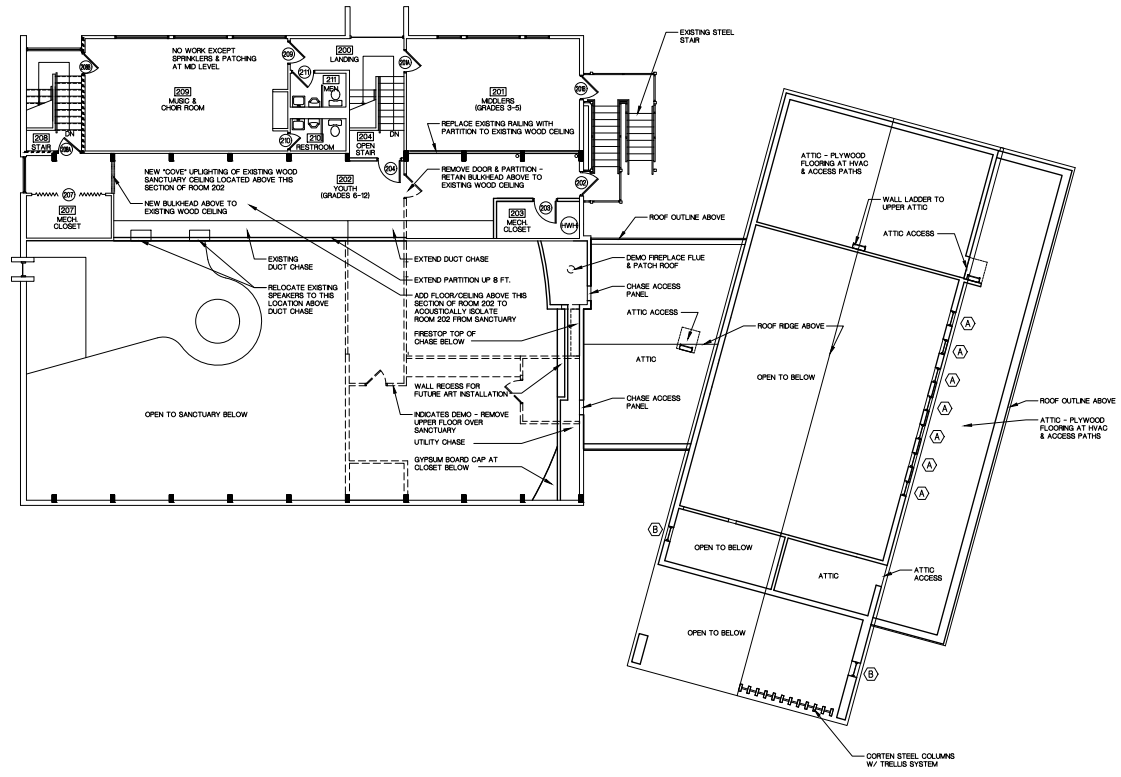 EXISTING STEEL
STAIR
NO WORK EXCEPT
SPRINKLERS & PATCHING
AT MID LEVEL
200
LANDING
209
201A
209B
211
211
MEN
209
MUSIC &
CHOIR ROOM
201
MIDDLERS
(GRADES 3-5)
201B
REPLACE EXISTING RAILING WITH
PARTITION TO EXISTING WOOD CEILING
208
STAIR
DN
208A
210
210
RESTROOM
204
OPEN
STAIR
DN
204
NEW "COVE" UPLIGHTING OF EXISTING WOOD
SANCTUARY CEILING LOCATED ABOVE THIS
SECTION OF ROOM 202
202
YOUTH
(GRADES 6-12)
REMOVE DOOR & PARTITION -
RETAIN BULKHEAD ABOVE TO
EXISTING WOOD CEILING
202
207
207
MECH.
CLOSET
NEW BULKHEAD ABOVE TO
EXISTING WOOD CEILING
203
MECH.
CLOSET
203
HWH
ROOF OUTLINE ABOVE
EXISTING
DUCT CHASE
EXTEND DUCT CHASE
DEMO FIREPLACE FLUE
& PATCH ROOF
EXTEND PARTITION UP 8 FT.
RELOCATE EXISTING
SPEAKERS TO THIS
LOCATION ABOVE
DUCT CHASE
ADD FLOOR/CEILING ABOVE THIS
SECTION OF ROOM 202 TO
ACOUSTICALLY ISOLATE
ROOM 202 FROM SANCTUARY
CHASE ACCESS
PANEL
ATTIC ACCESS
FIRESTOP TOP OF
CHASE BELOW
ROOF RIDGE ABOVE
ATTIC
WALL RECESS FOR
FUTURE ART INSTALLATION
CHASE ACCESS
PANEL
OPEN TO SANCTUARY BELOW
INDICATES DEMO - REMOVE
UPPER FLOOR OVER
SANCTUARY
UTILITY CHASE
GYPSUM BOARD CAP AT
CLOSET BELOW
ATTIC - PLYWOOD
FLOORING AT HVAC
& ACCESS PATHS
WALL LADDER TO
UPPER ATTIC
ATTIC ACCESS
A
A
A
A
A
A
A
OPEN TO BELOW
ROOF OUTLINE ABOVE
ATTIC - PLYWOOD
FLOORING AT HVAC
& ACCESS PATHS
B
OPEN TO BELOW
ATTIC
ATTIC
ACCESS
OPEN TO BELOW
B
CORTEN STEEL COLUMNS
W/ TRELLIS SYSTEM